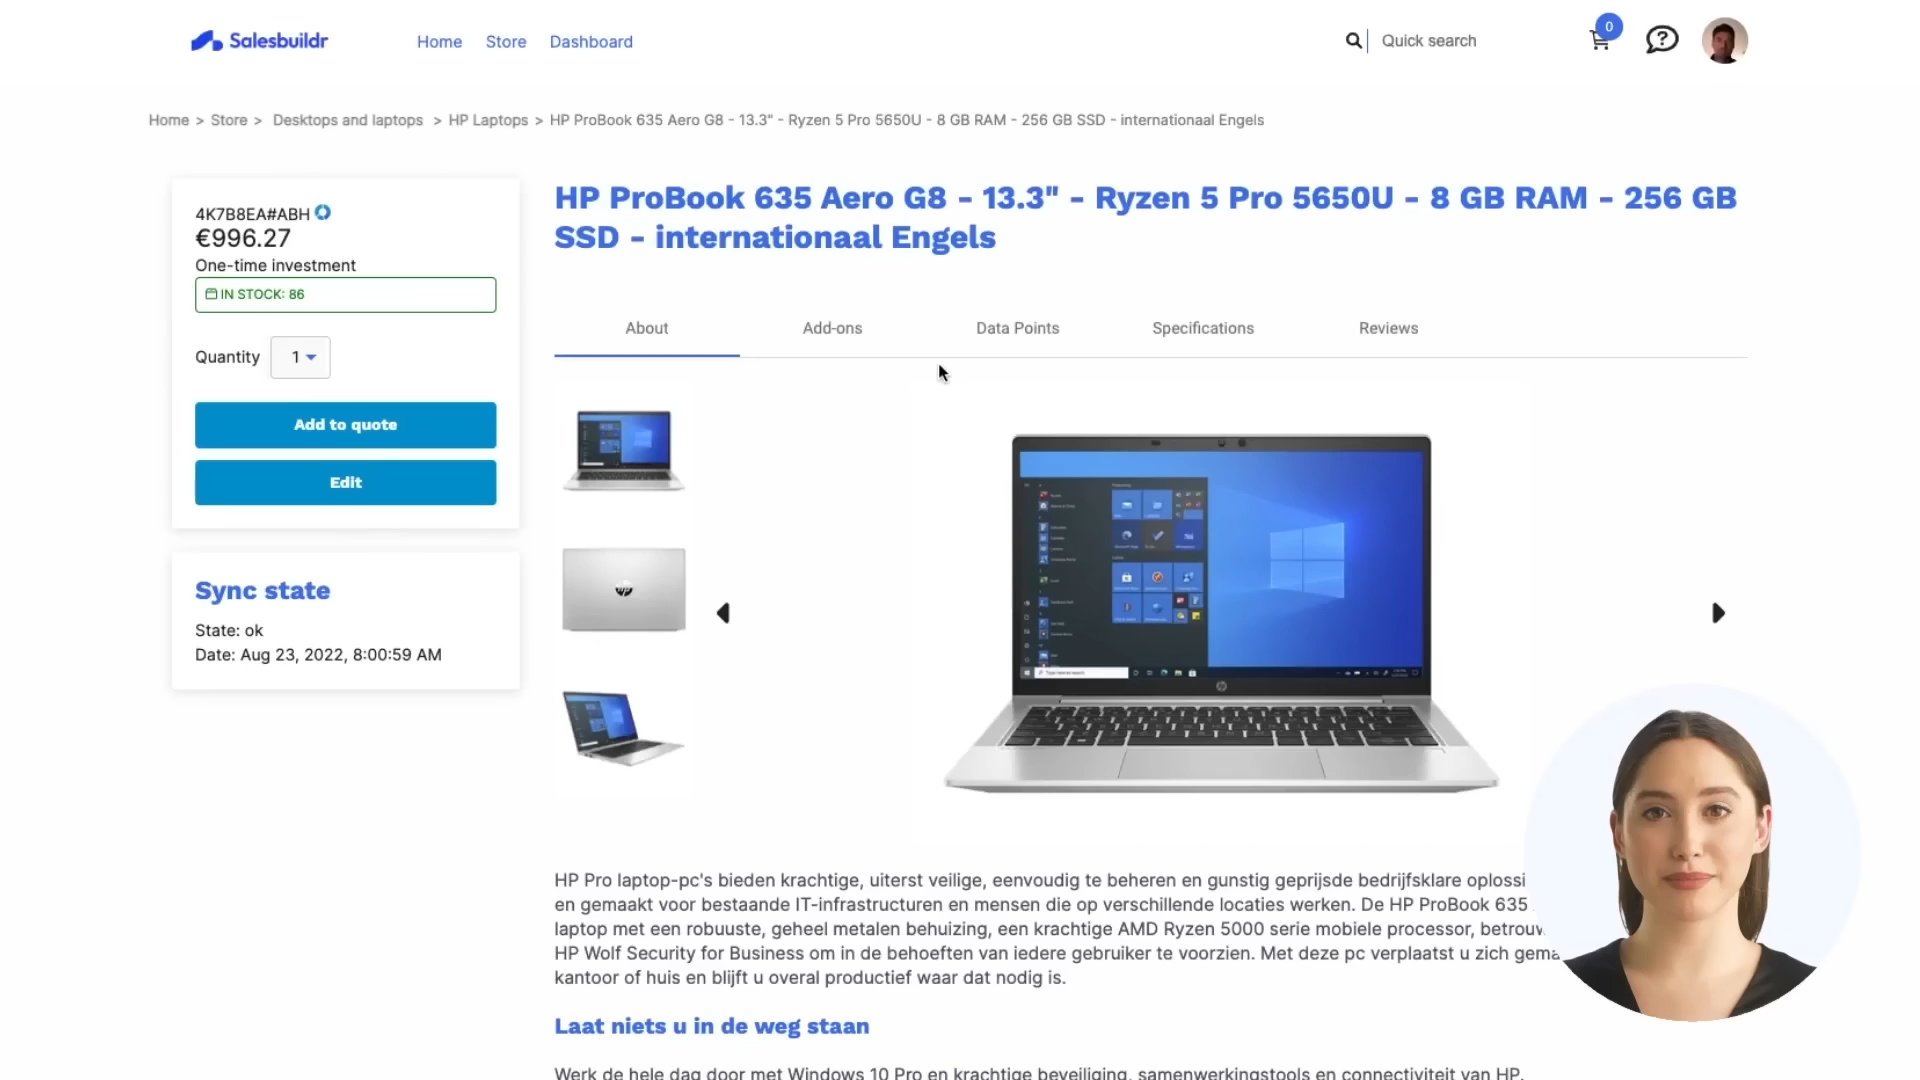 Salesbuildr
Home Store Dashboard
Quick search
0
Home > Store > Desktops and laptops > HP Laptops > HP ProBook 635 Aero G8 - 13.3" - Ryzen 5 Pro 5650U - 8 GB RAM - 256 GB SSD - internationaal Engels
4K7B8EA#ABH
€996.27
One-time investment
IN STOCK: 86
Quantity 1
Add to quote
Edit
Sync state
State: ok
Date: Aug 23, 2022, 8:00:59 AM
HP ProBook 635 Aero G8 - 13.3" - Ryzen 5 Pro 5650U - 8 GB RAM - 256 GB
SSD - internationaal Engels
About Add-ons Data Points Specifications Reviews
HP Pro laptop-pc's bieden krachtige, uiterst veilige, eenvoudig te beheren en gunstig geprijsde bedrijfsklare oplossi
en gemaakt voor bestaande IT-infrastructuren en mensen die op verschillende locaties werken. De HP ProBook 635
laptop met een robuuste, geheel metalen behuizing, een krachtige AMD Ryzen 5000 serie mobiele processor, betrouw
HP Wolf Security for Business om in de behoeften van iedere gebruiker te voorzien. Met deze pc verplaatst u zich gema
kantoor of huis en blijft u overal productief waar dat nodig is.
Laat niets u in de weg staan
Werk de hele dag door met Windows 10 Pro en krachtige beveiliging, samenwerkingstools en connectiviteit van HP.